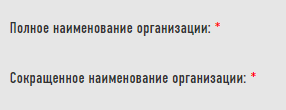 Полное наименование организации: *
Сокращенное наименование организации: *